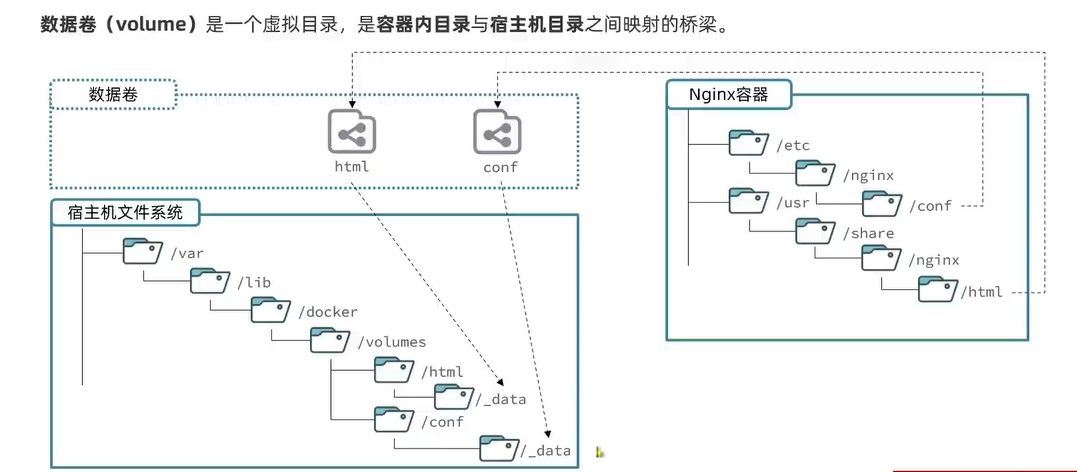 数据卷（volume）是一个虚拟目录，是容器内目录与宿主机目录之间映射的桥梁。
数据卷
html
conf
宿主机文件系统
/var
/lib
/docker
/volumes
/html
/_data
/conf
/_data
Nginx容器
/etc
/nginx
/conf
/usr
/share
/nginx
/html